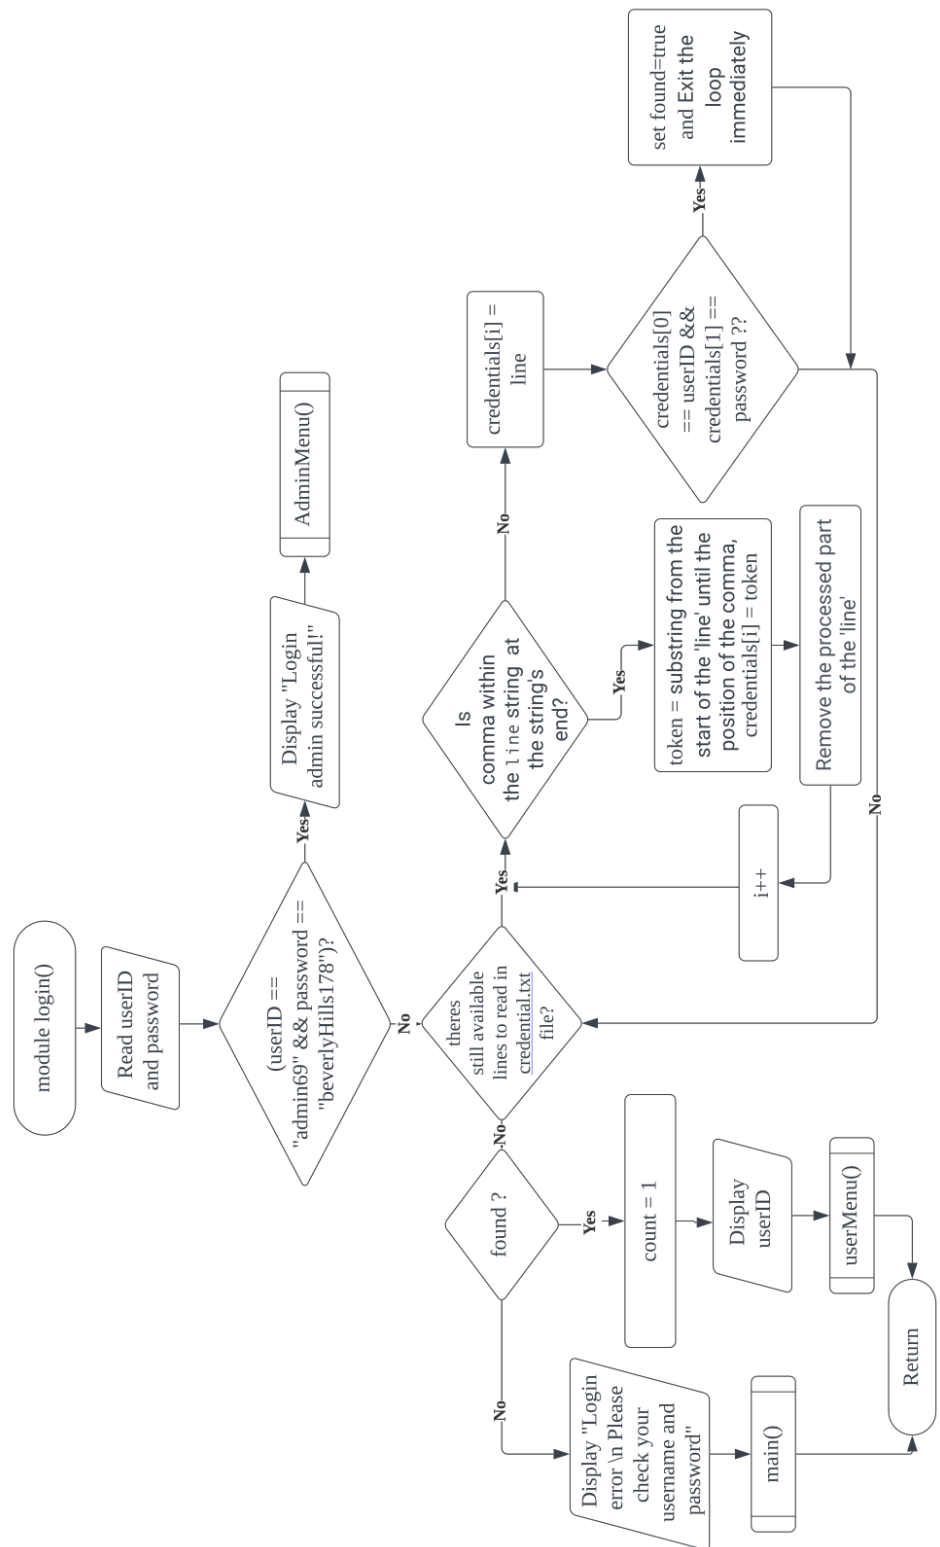 module login()
Read userID
and password
(userID ==
"admin69" && password ==
"beverlyHills178")?
Yes
Display "Login
admin successful!"
AdminMenu()
No
theres
still available
lines to read in
credential.txt
file?
Yes
Is
comma within
the line string at
the string's
end?
No
credentials[i] =
line
credentials[0]
== userID &&
credentials[1] ==
password ??
Yes
set found=true
and Exit the
loop
immediately
No
Yes
token = substring from the
start of the 'line' until the
position of the comma,
credentials[i] = token
Remove the processed part
of the 'line'
i++
No
found ?
Yes
count = 1
Display
userID
userMenu()
No
Display "Login
error \n Please
check your
username and
password"
main()
Return